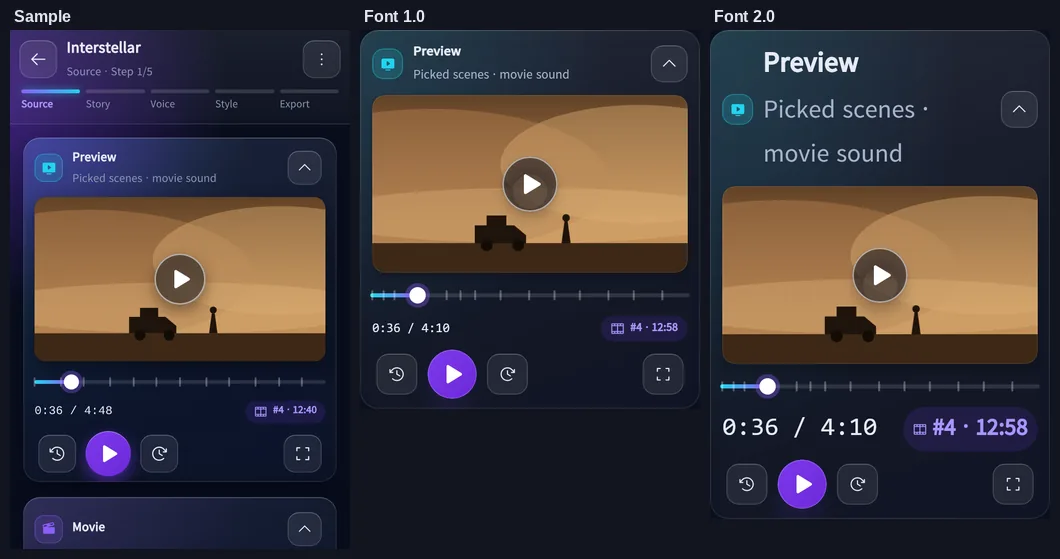 Sample
Interstellar
Source · Step 1/5
Source Story Voice Style Export
Preview
Picked scenes · movie sound
0:36 / 4:48
#4 · 12:40
Movie
Font 1.0
Preview
Picked scenes · movie sound
0:36 / 4:10
#4 · 12:58
Font 2.0
Preview
Picked scenes ·
movie sound
0:36 / 4:10
#4 · 12:58